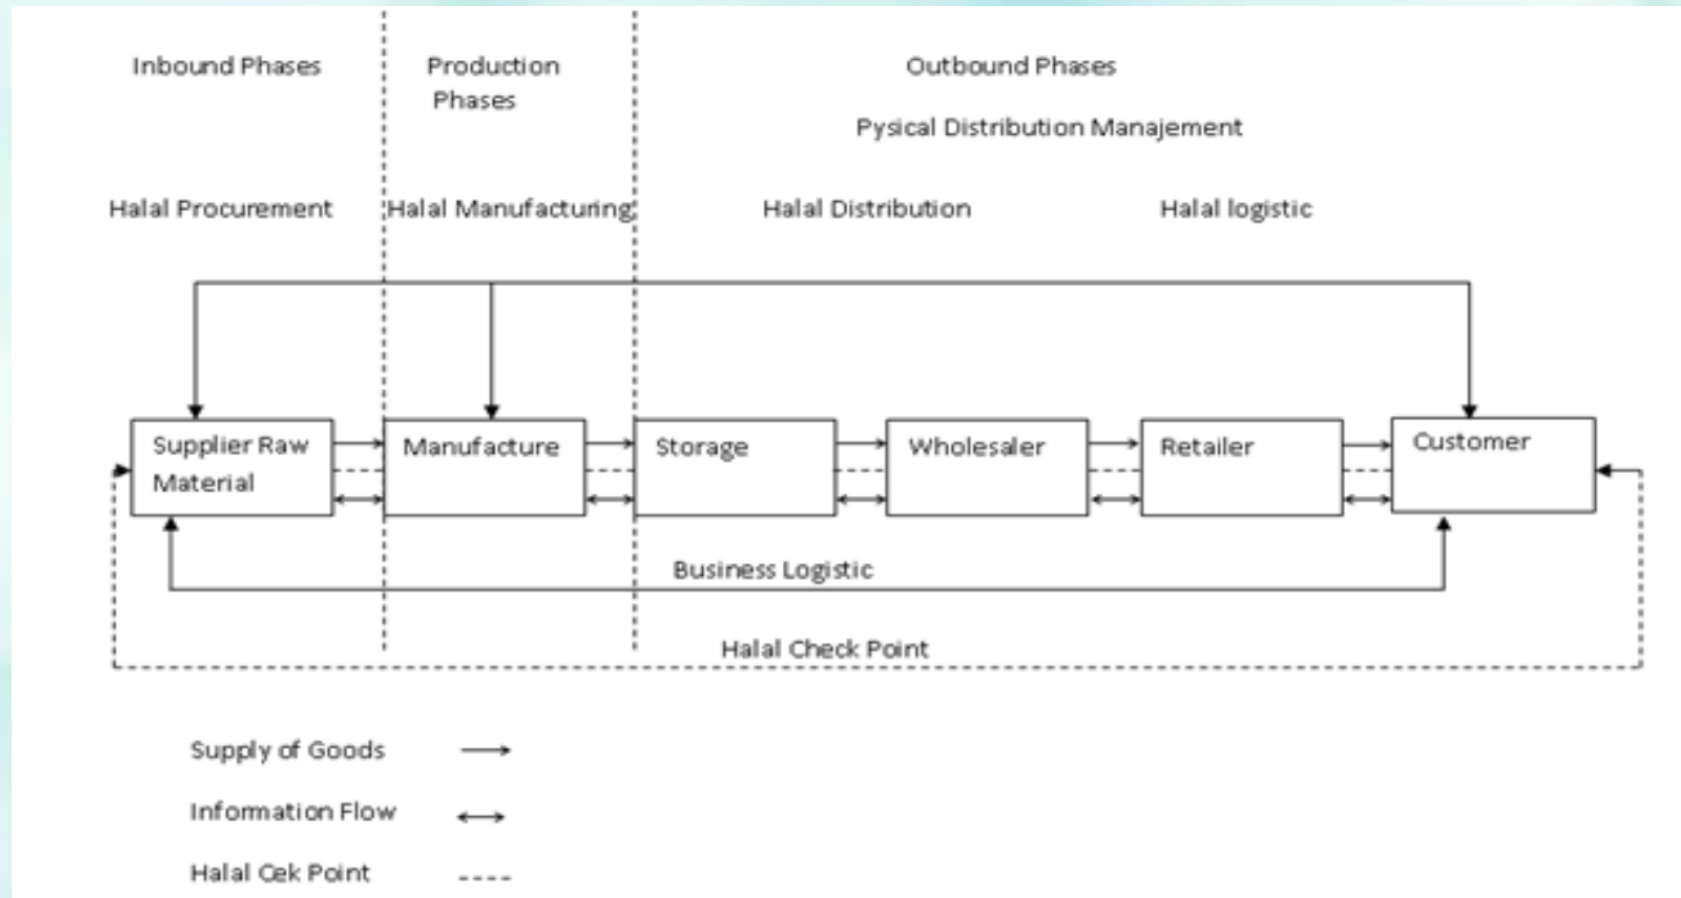 Inbound Phases
Production
Phases
Outbound Phases
Pysical Distribution Manajement
Halal Procurement
Halal Manufacturing
Halal Distribution
Halal logistic
Supplier Raw
Material
Manufacture
Storage
Wholesaler
Retailer
Customer
Business Logistic
Halal Check Point
Supply of Goods
Information Flow
Halal Cek Point